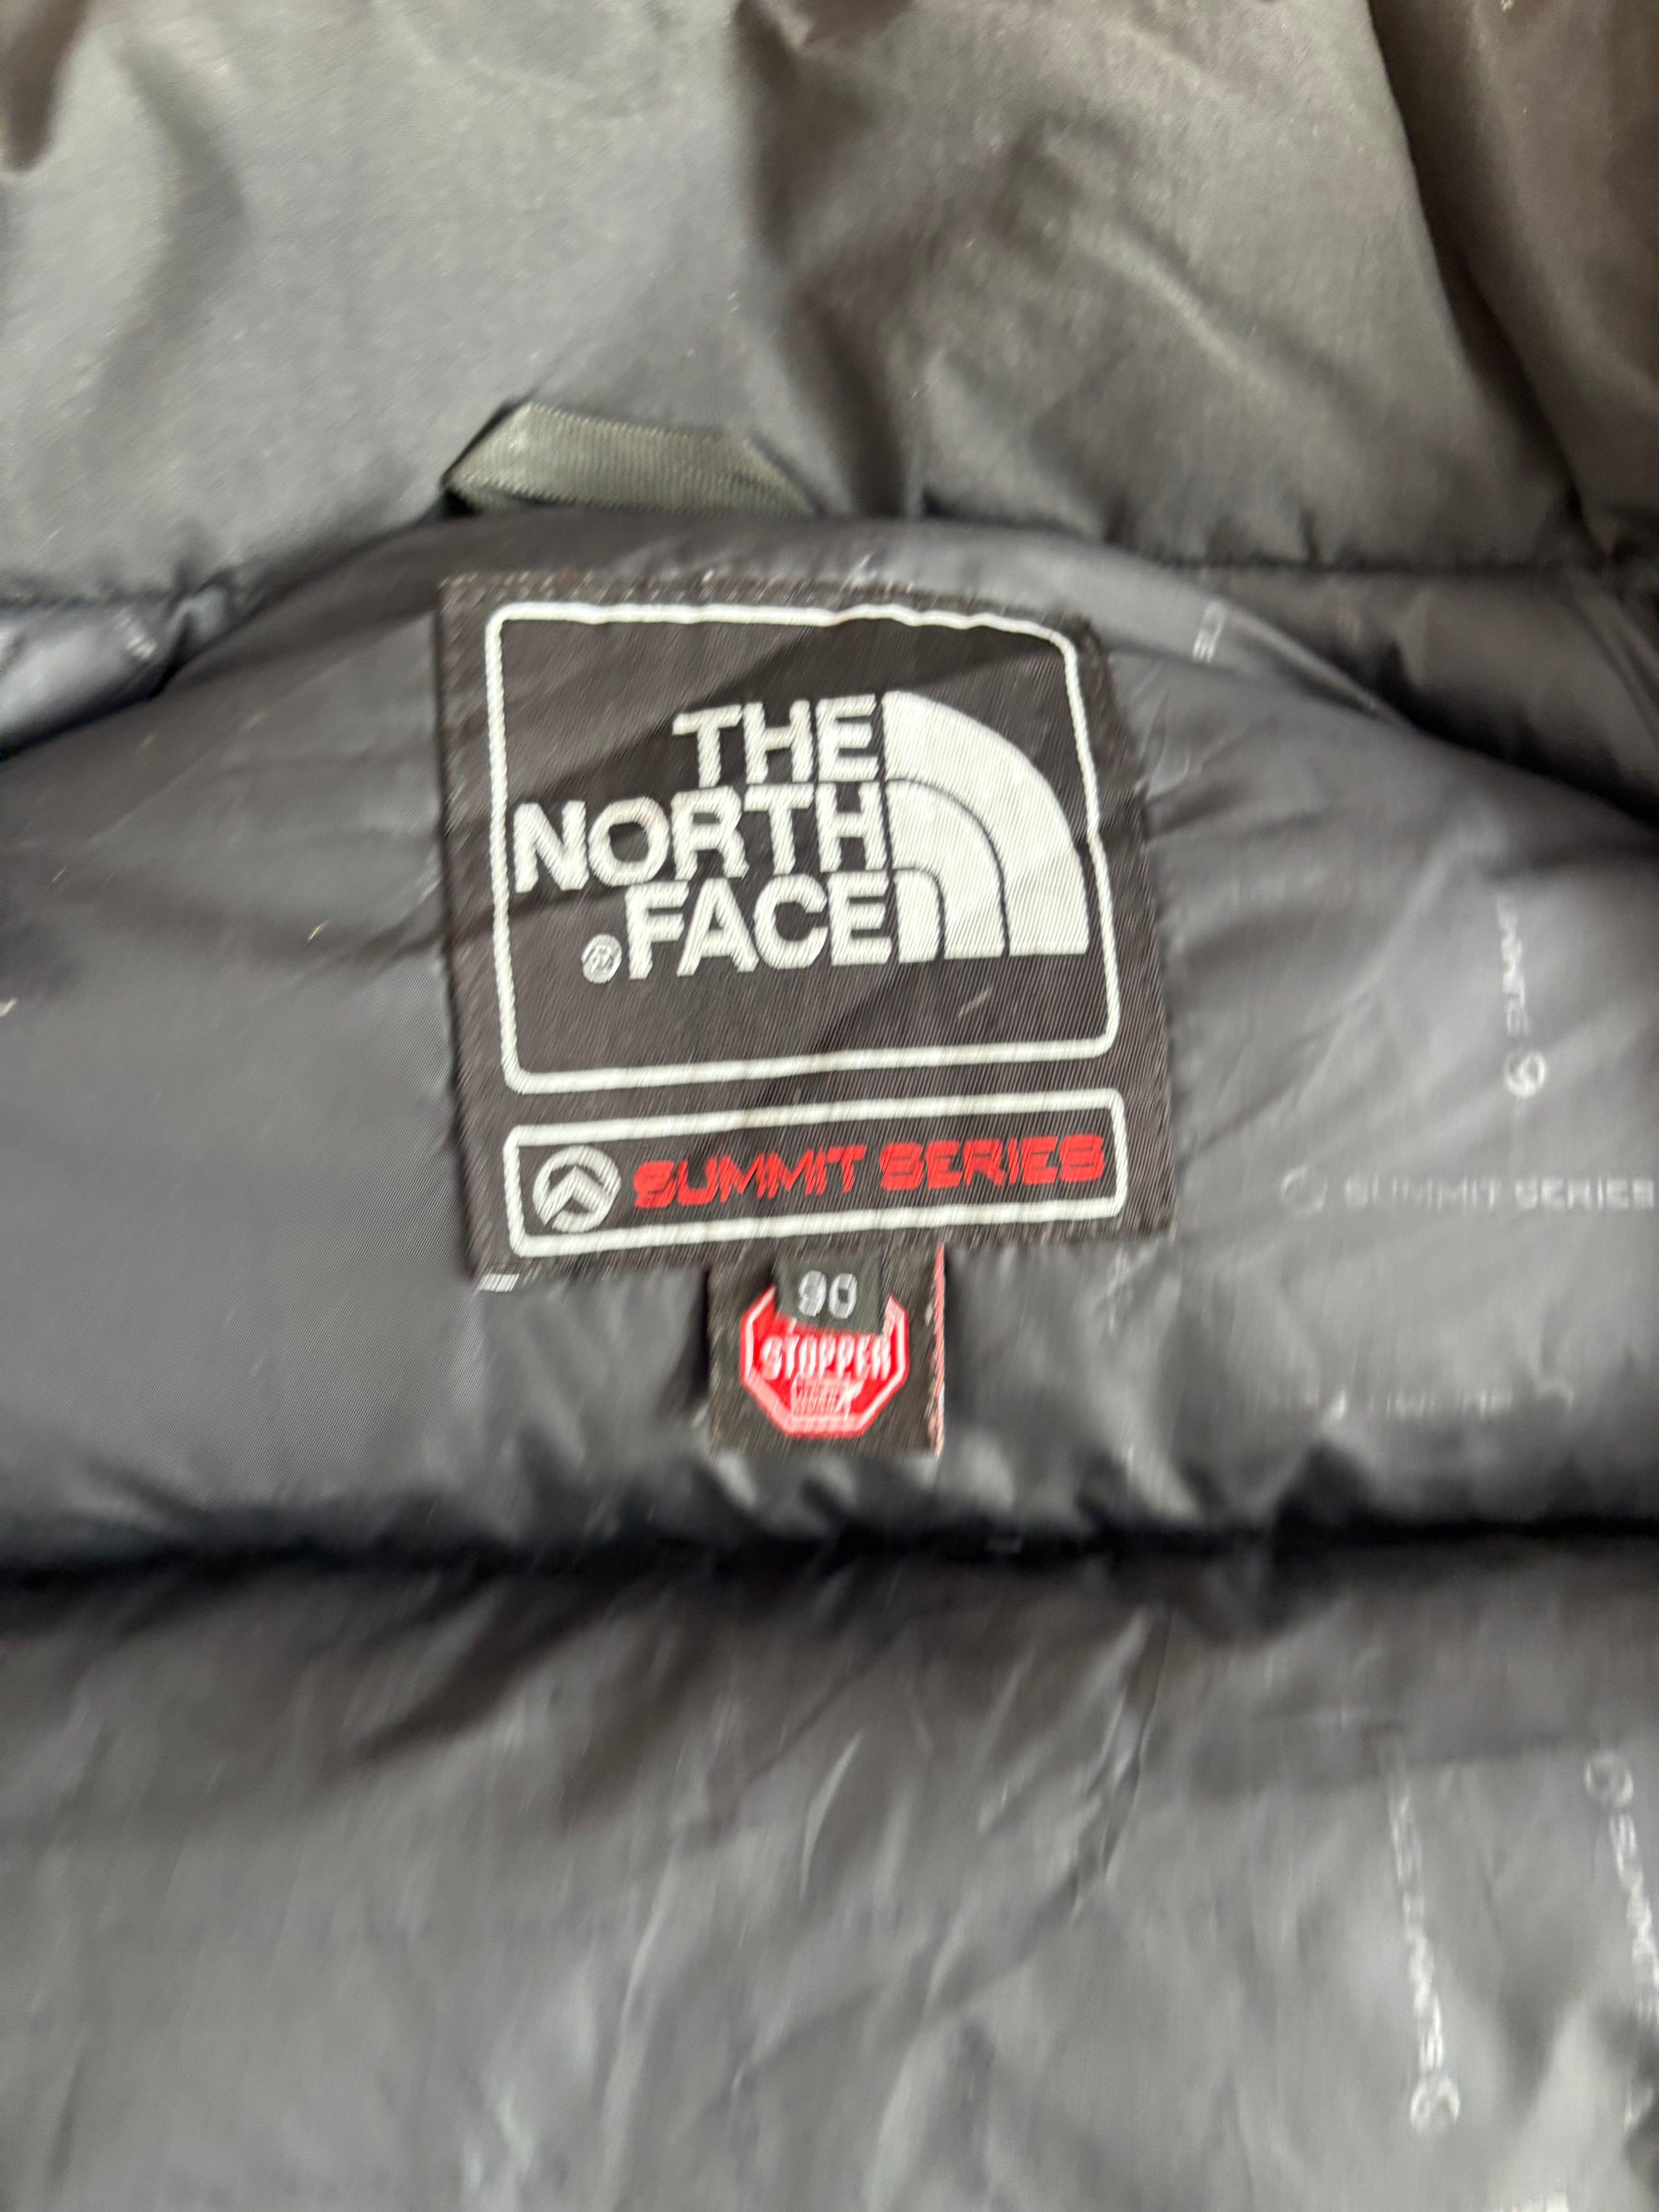 THE
NORTH
FACE
®
SUMMIT SERIES
90
STOPPER
SUMMIT SERIES